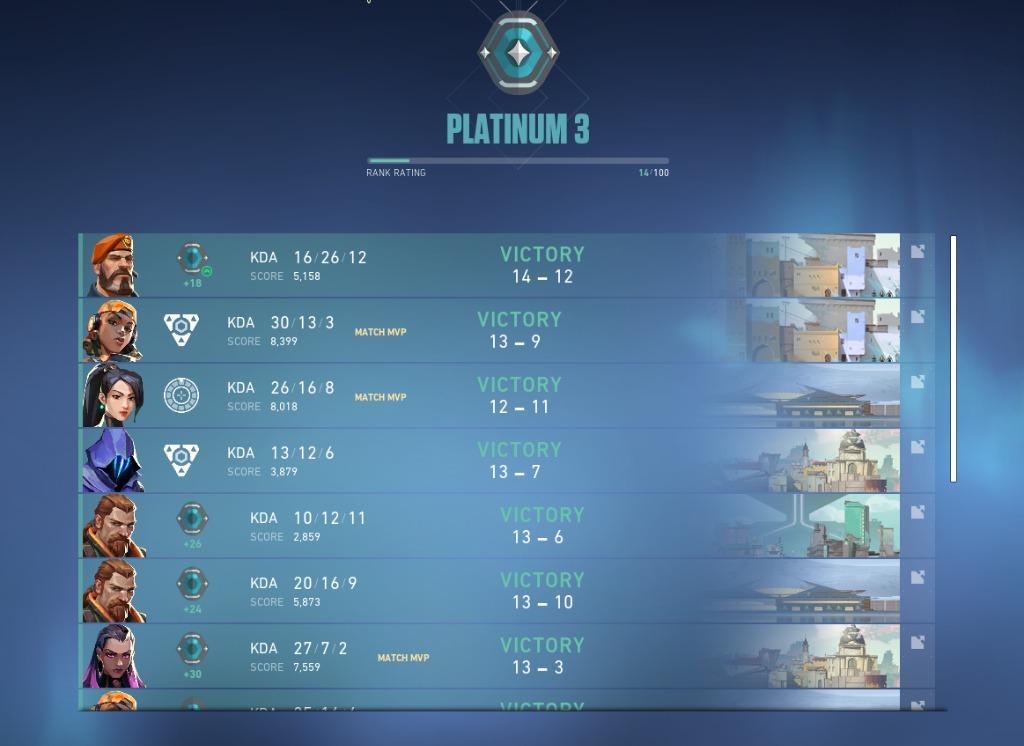 PLATINUM 3
RANK RATING 14/100
KDA 16/26/12 VICTORY
+18 SCORE 5,158 14 – 12
KDA 30/13/3 MATCH MVP VICTORY
SCORE 8,399 13 – 9
KDA 26/16/8 MATCH MVP VICTORY
SCORE 8,018 12 – 11
KDA 13/12/6 VICTORY
SCORE 3,879 13 – 7
KDA 10/12/11 VICTORY
+26 SCORE 2,859 13 – 6
KDA 20/16/9 VICTORY
+24 SCORE 5,873 13 – 10
KDA 27/7/2 MATCH MVP VICTORY
+30 SCORE 7,559 13 – 3
KDA VICTORY